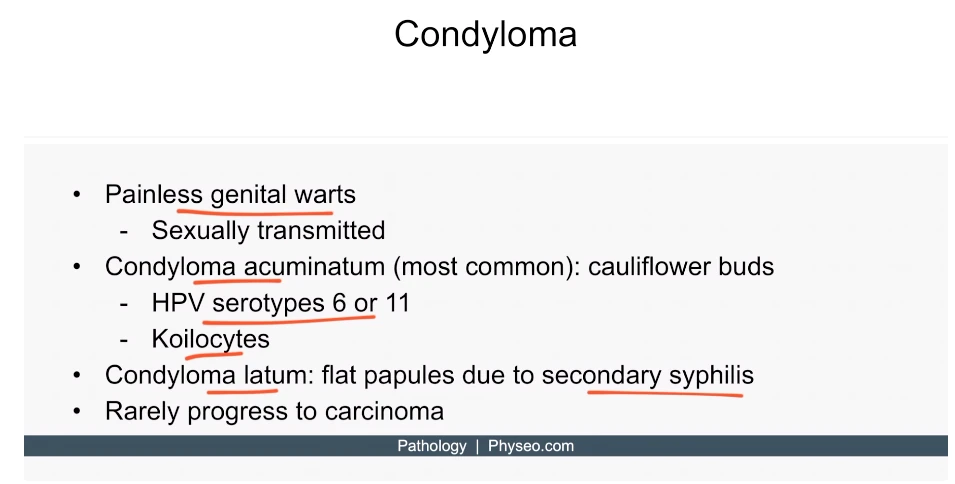 Condyloma
• Painless genital warts
- Sexually transmitted
• Condyloma acuminatum (most common): cauliflower buds
- HPV serotypes 6 or 11
- Koilocytes
• Condyloma latum: flat papules due to secondary syphilis
• Rarely progress to carcinoma
Pathology | Physeo.com